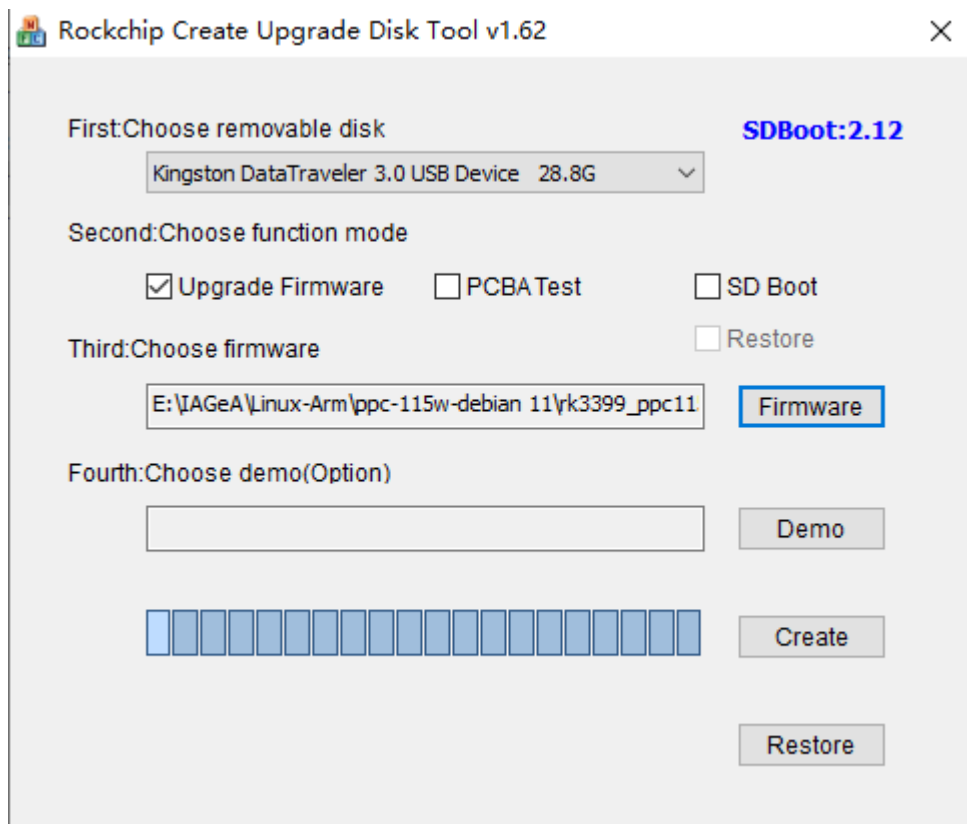 Rockchip Create Upgrade Disk Tool v1.62
First:Choose removable disk
SDBoot:2.12
Kingston DataTraveler 3.0 USB Device 28.8G
Second:Choose function mode
Upgrade Firmware
PCBA Test
SD Boot
Third:Choose firmware
Restore
E:\IAGeA\Linux-Arm\ppc-115w-debian 11\rk3399_ppc11
Firmware
Fourth:Choose demo(Option)
Demo
Create
Restore